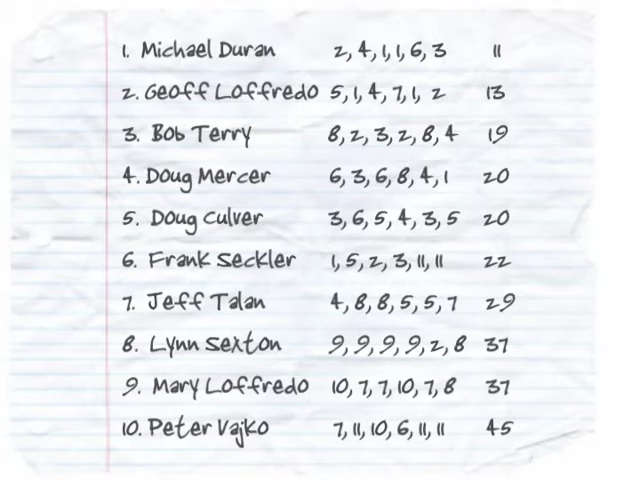 1. Michael Duran 2, 4, 1, 1, 6, 3 11
2. Geoff Loffredo 5, 1, 4, 7, 1, 2 13
3. Bob Terry 8, 2, 3, 2, 8, 4 19
4. Doug Mercer 6, 3, 6, 8, 4, 1 20
5. Doug Culver 3, 6, 5, 4, 3, 5 20
6. Frank Seckler 1, 5, 2, 3, 11, 11 22
7. Jeff Talan 4, 8, 8, 5, 5, 7 29
8. Lynn Sexton 9, 9, 9, 9, 2, 8 37
9. Mary Loffredo 10, 7, 7, 10, 7, 8 37
10. Peter Vajko 7, 11, 10, 6, 11, 11 45